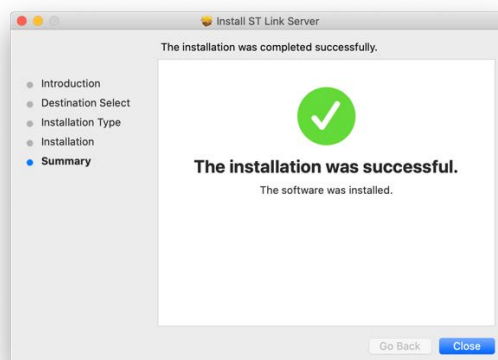 Install ST Link Server
The installation was completed successfully.
Introduction
Destination Select
Installation Type
Installation
Summary
The installation was successful.
The software was installed.
Go Back
Close